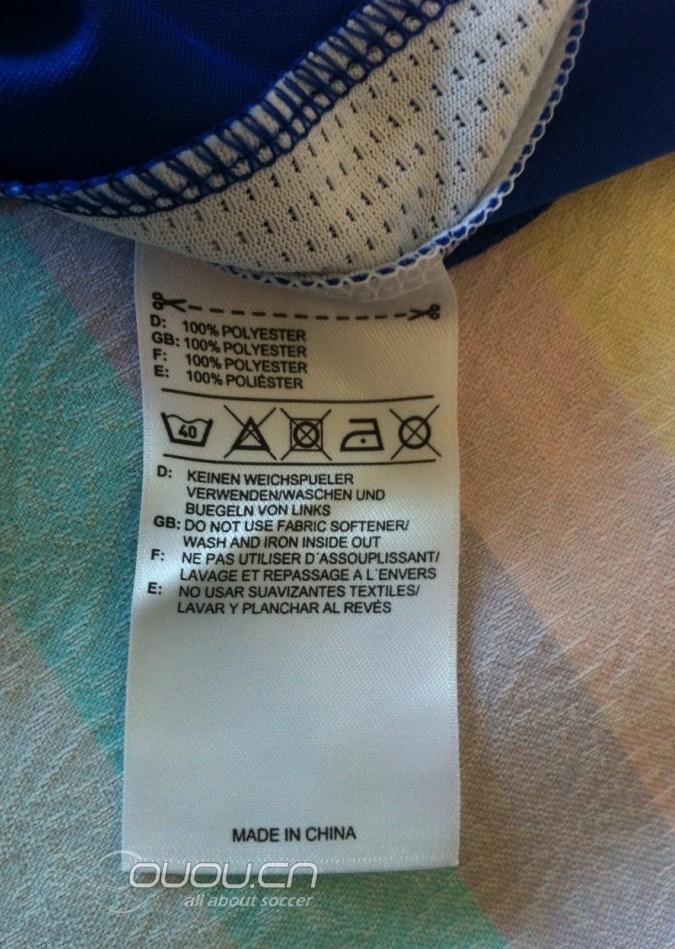 D: 100% POLYESTER
GB: 100% POLYESTER
F: 100% POLYESTER
E: 100% POLIÉSTER
40
D: KEINEN WEICHSPUELER
VERWENDEN/WASCHEN UND
BUEGELN VON LINKS
GB: DO NOT USE FABRIC SOFTENER/
WASH AND IRON INSIDE OUT
F: NE PAS UTILISER D´ASSOUPLISSANT/
LAVAGE ET REPASSAGE A L´ENVERS
E: NO USAR SUAVIZANTES TEXTILES/
LAVAR Y PLANCHAR AL REVÉS
MADE IN CHINA
ouou.cn
all about soccer